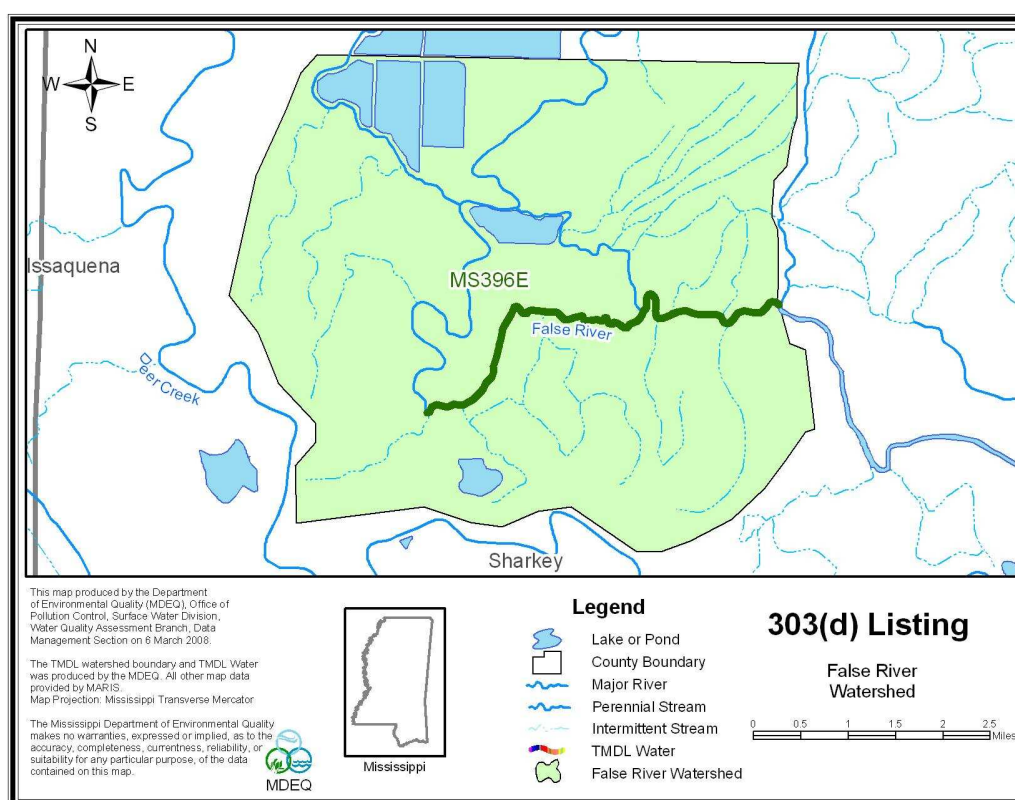 N
W E
S
Issaquena
MS396E
False River
Deer Creek
Sharkey
This map produced by the Department
of Environmental Quality (MDEQ), Office of
Pollution Control, Surface Water Division,
Water Quality Assessment Branch, Data
Management Section on 6 March 2008.
The TMDL watershed boundary and TMDL Water
was produced by the MDEQ. All other map data
provided by MARIS.
Map Projection: Mississippi Transverse Mercator
The Mississippi Department of Environmental Quality
makes no warranties, expressed or implied, as to the
accuracy, completeness, currentness, reliability, or
suitability for any particular purpose, of the data
contained on this map.
MDEQ
Mississippi
Legend
Lake or Pond
County Boundary
Major River
Perennial Stream
Intermittent Stream
TMDL Water
False River Watershed
303(d) Listing
False River
Watershed
0 0.5 1 1.5 2 2.5
Miles